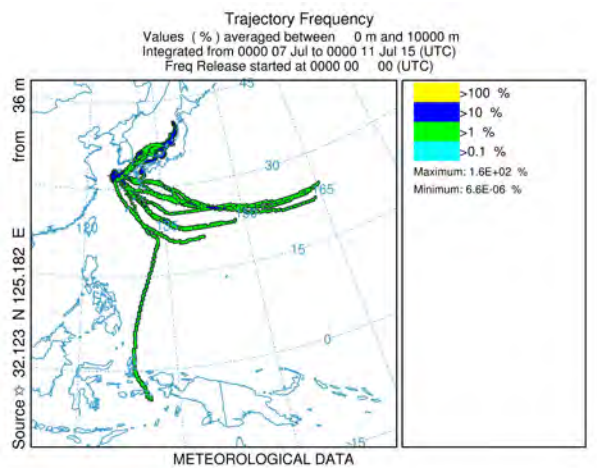 Trajectory Frequency
Values ( % ) averaged between 0 m and 10000 m
Integrated from 0000 07 Jul to 0000 11 Jul 15 (UTC)
Freq Release started at 0000 00 00 (UTC)
Source ☆ 32.123 N 125.182 E from 36 m
45
30
165
15
0
-15
0
>100 %
>10 %
>1 %
>0.1 %
Maximum: 1.6E+02 %
Minimum: 6.6E-06 %
METEOROLOGICAL DATA